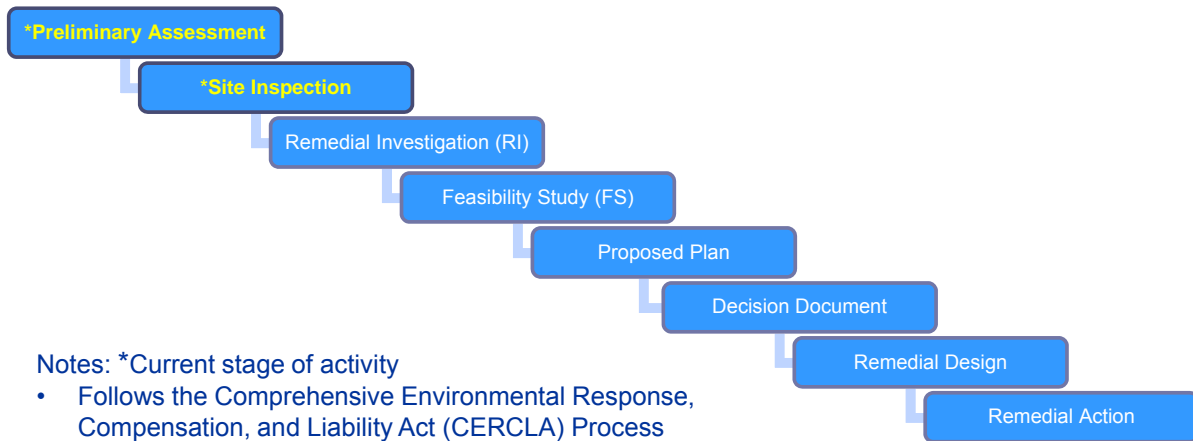 *Preliminary Assessment
*Site Inspection
Remedial Investigation (RI)
Feasibility Study (FS)
Proposed Plan
Decision Document
Remedial Design
Remedial Action
Notes: *Current stage of activity
• Follows the Comprehensive Environmental Response,
Compensation, and Liability Act (CERCLA) Process